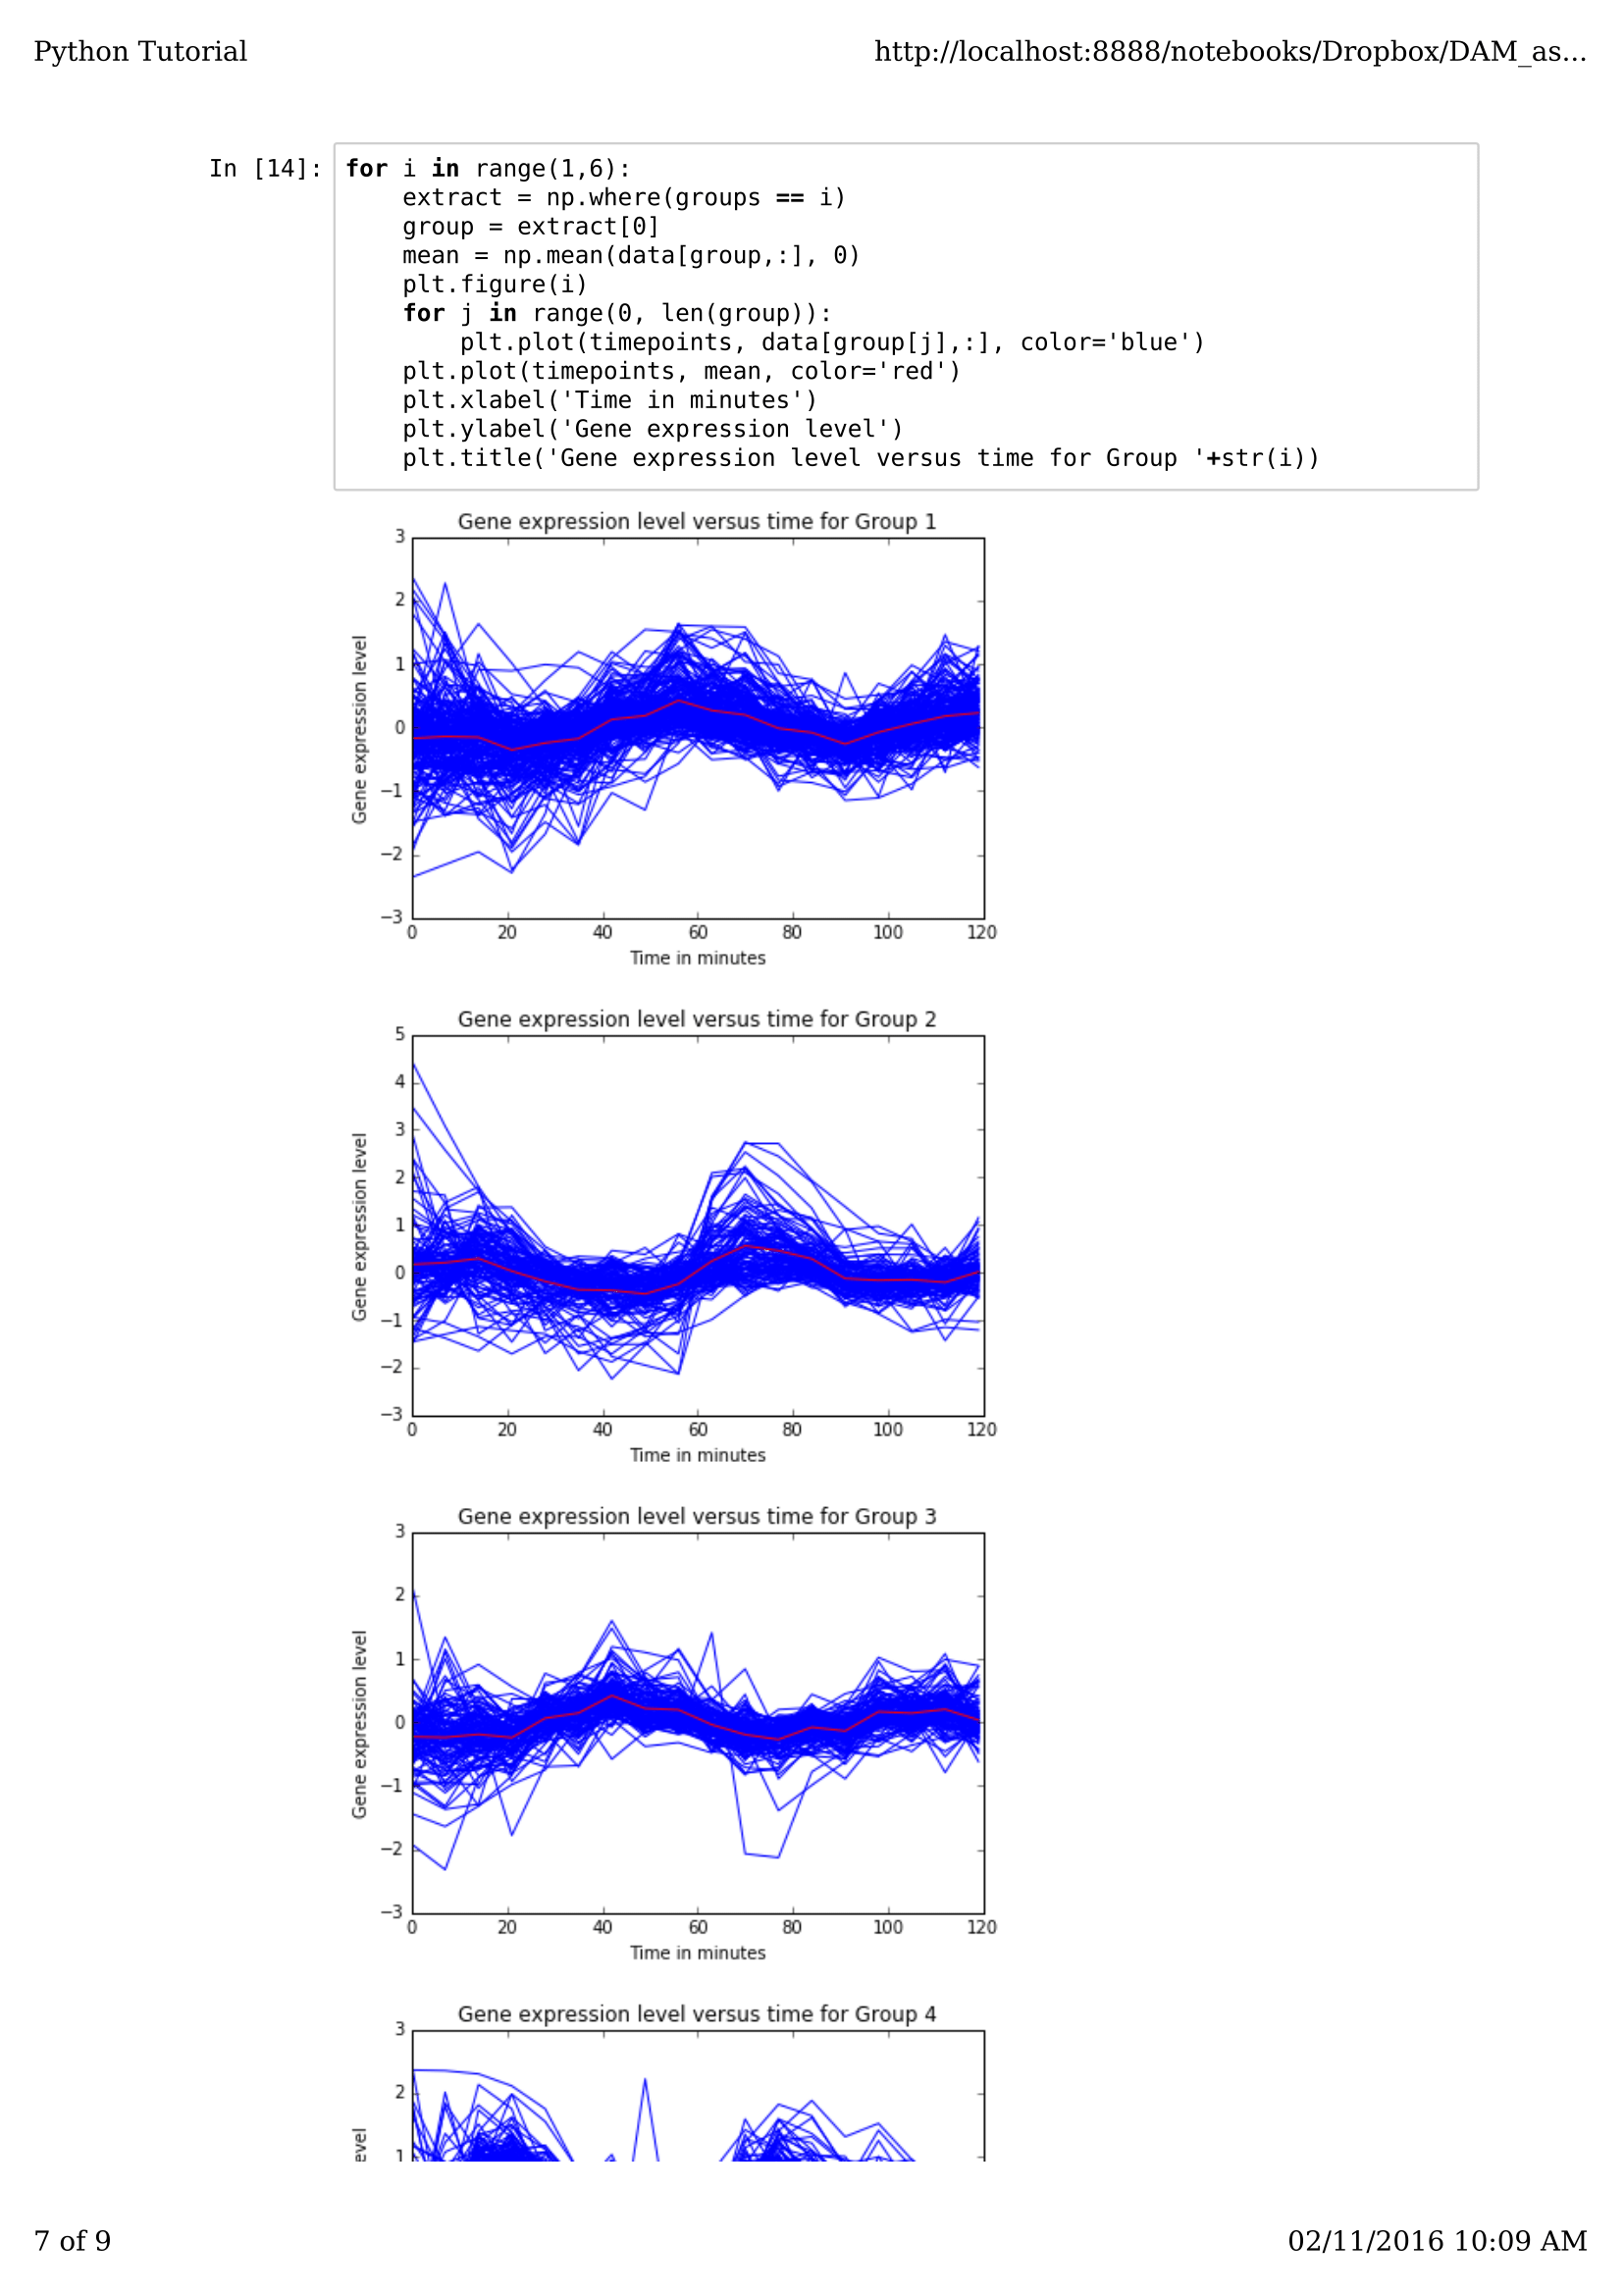 Python Tutorial http://localhost:8888/notebooks/Dropbox/DAM_as...
In [14]: for i in range(1,6):
    extract = np.where(groups == i)
    group = extract[0]
    mean = np.mean(data[group,:], 0)
    plt.figure(i)
    for j in range(0, len(group)):
        plt.plot(timepoints, data[group[j],:], color='blue')
    plt.plot(timepoints, mean, color='red')
    plt.xlabel('Time in minutes')
    plt.ylabel('Gene expression level')
    plt.title('Gene expression level versus time for Group '+str(i))
Gene expression level versus time for Group 1
Gene expression level
3
2
1
0
−1
−2
−3
0 20 40 60 80 100 120
Time in minutes
Gene expression level versus time for Group 2
Gene expression level
5
4
3
2
1
0
−1
−2
−3
0 20 40 60 80 100 120
Time in minutes
Gene expression level versus time for Group 3
Gene expression level
3
2
1
0
−1
−2
−3
0 20 40 60 80 100 120
Time in minutes
Gene expression level versus time for Group 4
evel
3
2
1
7 of 9 02/11/2016 10:09 AM